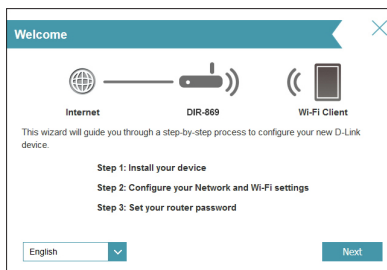 Welcome
Internet
DIR-869
Wi-Fi Client
This wizard will guide you through a step-by-step process to configure your new D-Link
device.
Step 1: Install your device
Step 2: Configure your Network and Wi-Fi settings
Step 3: Set your router password
English
Next